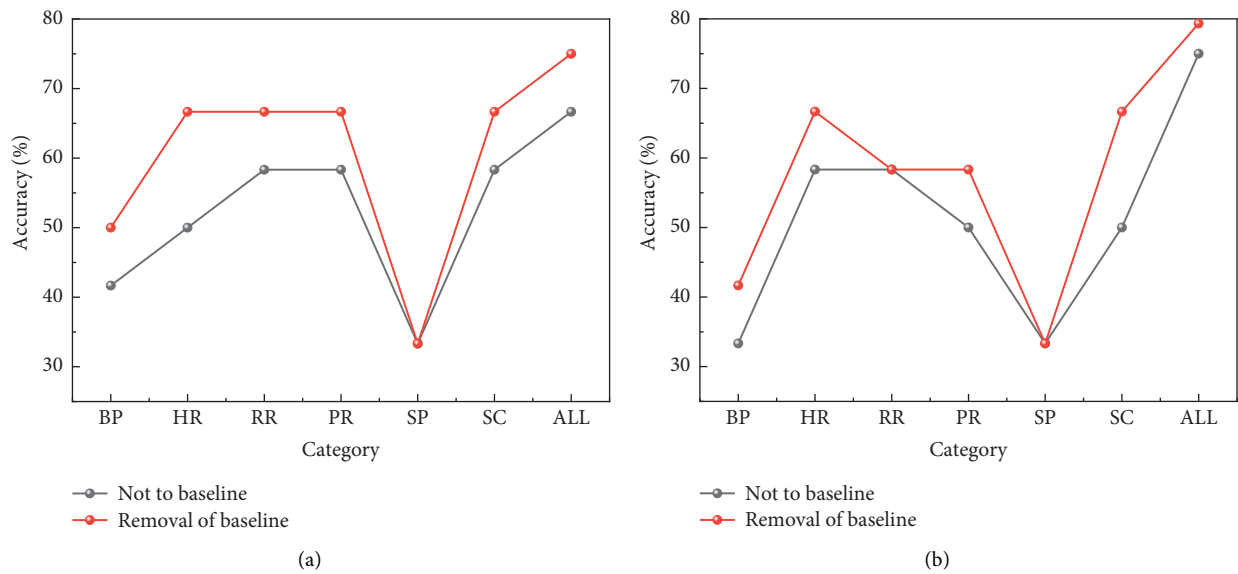 80
70
60
50
40
30
Accuracy (%)
BP HR RR PR SP SC ALL
Category
Not to baseline
Removal of baseline
(a)
80
70
60
50
40
30
Accuracy (%)
BP HR RR PR SP SC ALL
Category
Not to baseline
Removal of baseline
(b)